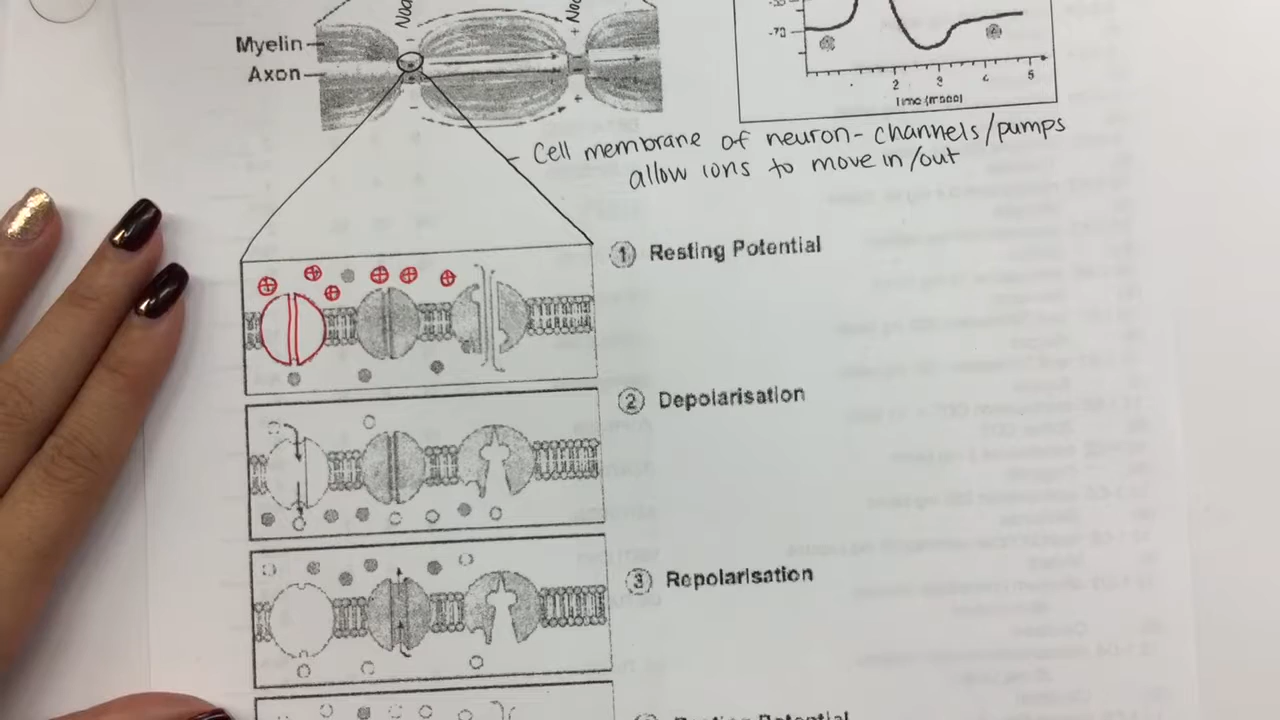 Myelin
Axon
-70
2
3
5
Time (msec)
Cell membrane of neuron - channels/pumps
allow ions to move in/out
① Resting Potential
② Depolarisation
③ Repolarisation
Potential